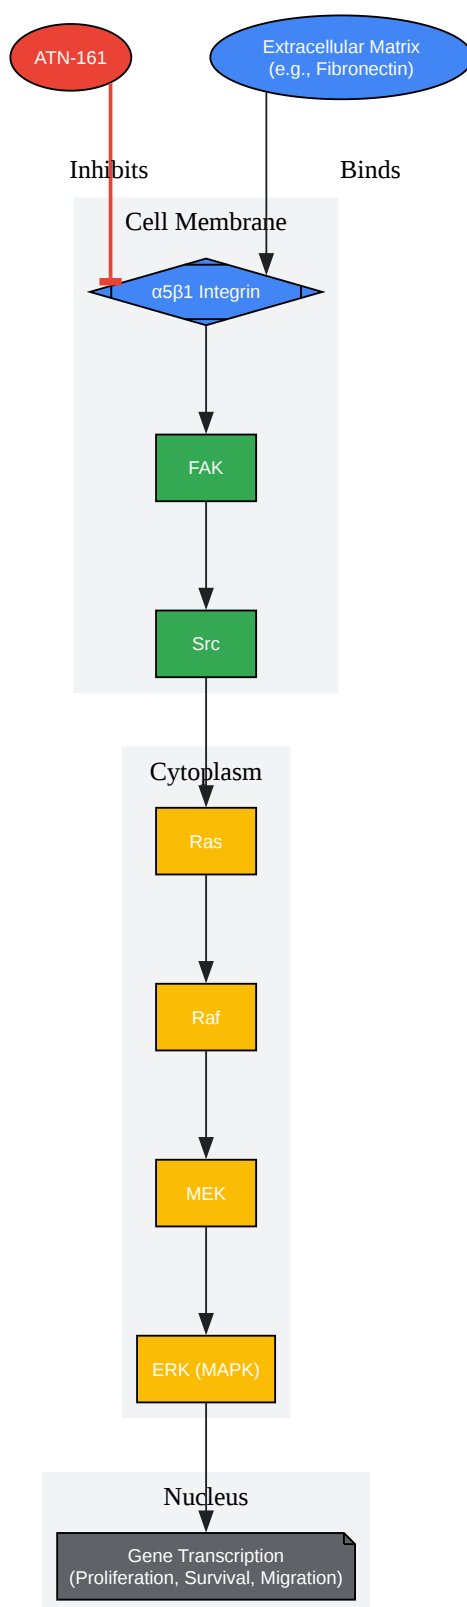 ATN-161
Extracellular Matrix
(e.g., Fibronectin)
Inhibits
Binds
Cell Membrane
α5β1 Integrin
FAK
Src
Cytoplasm
Ras
Raf
MEK
ERK (MAPK)
Nucleus
Gene Transcription
(Proliferation, Survival, Migration)